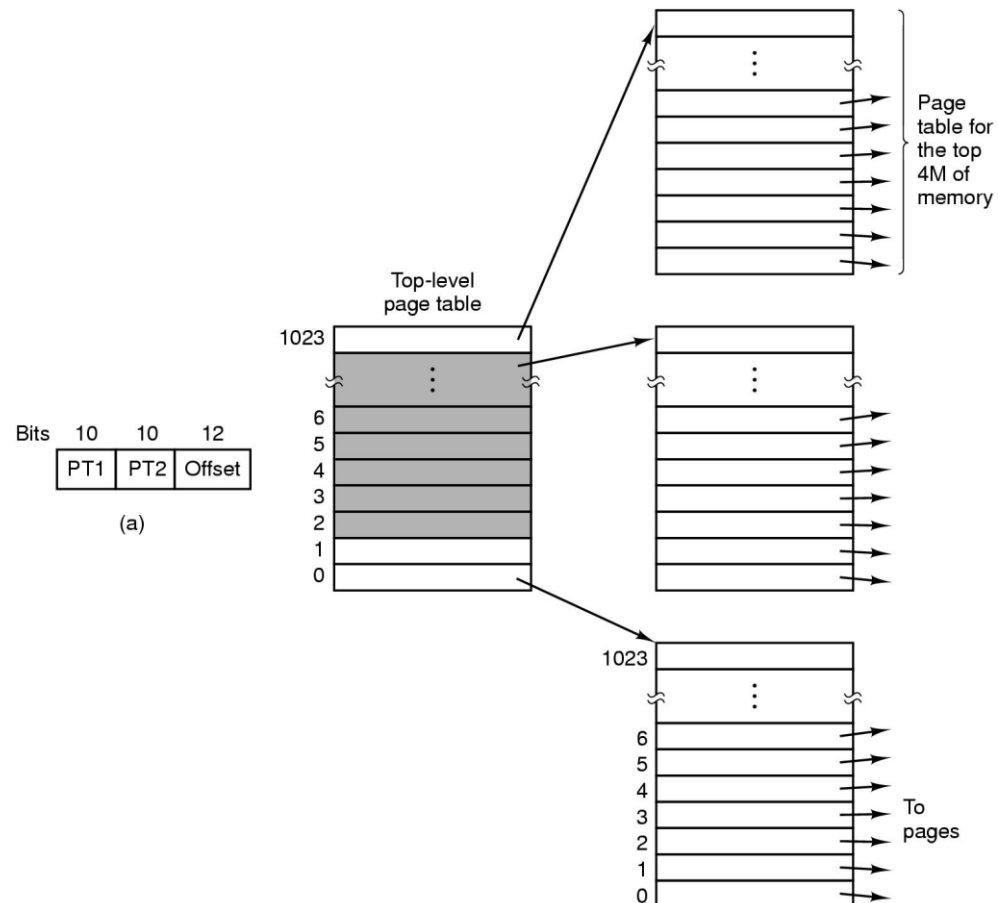 Page
table for
the top
4M of
memory
Top-level
page table
1023
6
5
4
3
2
1
0
Bits 10 10 12
PT1 PT2 Offset
(a)
1023
6
5
4
3
2
1
0
To
pages